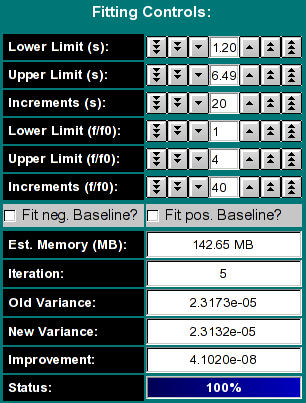 Fitting Controls:
Lower Limit (s): 1.20
Upper Limit (s): 6.49
Increments (s): 20
Lower Limit (f/f0): 1
Upper Limit (f/f0): 4
Increments (f/f0): 40
Fit neg. Baseline? Fit pos. Baseline?
Est. Memory (MB): 142.65 MB
Iteration: 5
Old Variance: 2.3173e-05
New Variance: 2.3132e-05
Improvement: 4.1020e-08
Status: 100%